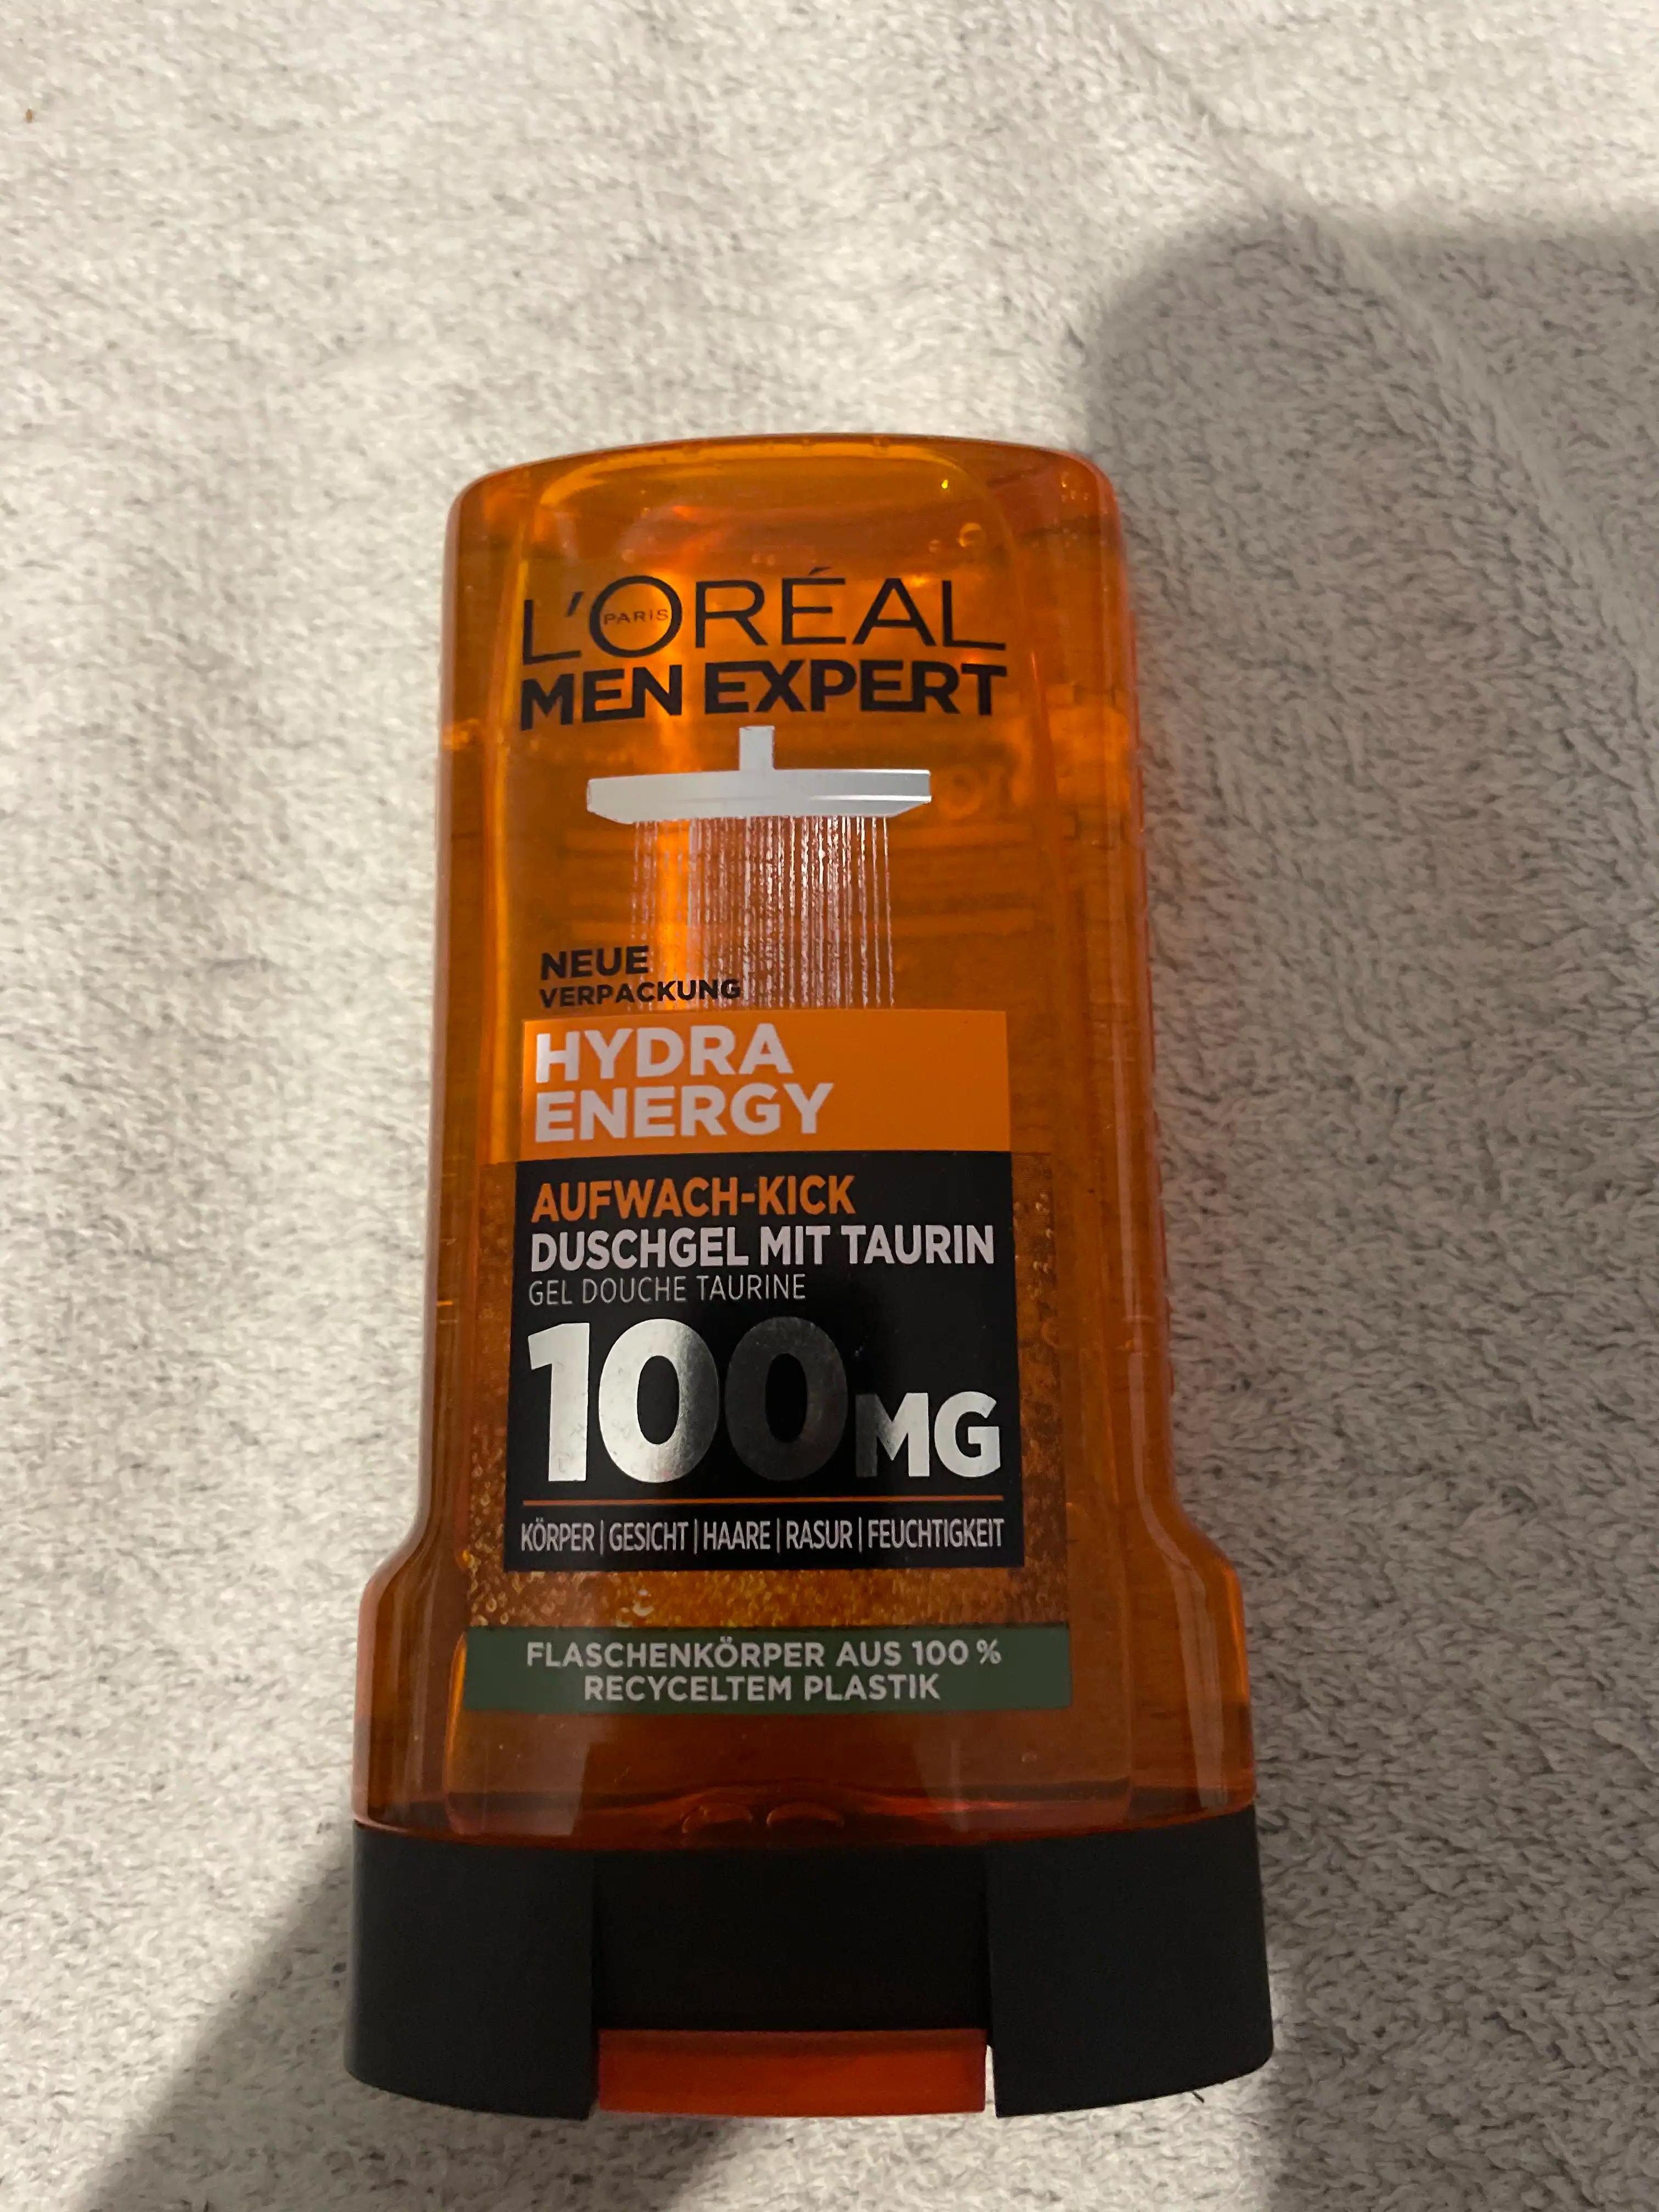 L'ORÉAL
PARIS
MEN EXPERT
NEUE
VERPACKUNG
HYDRA
ENERGY
AUFWACH-KICK
DUSCHGEL MIT TAURIN
GEL DOUCHE TAURINE
100MG
KÖRPER | GESICHT | HAARE | RASUR | FEUCHTIGKEIT
FLASCHENKÖRPER AUS 100 %
RECYCELTEM PLASTIK